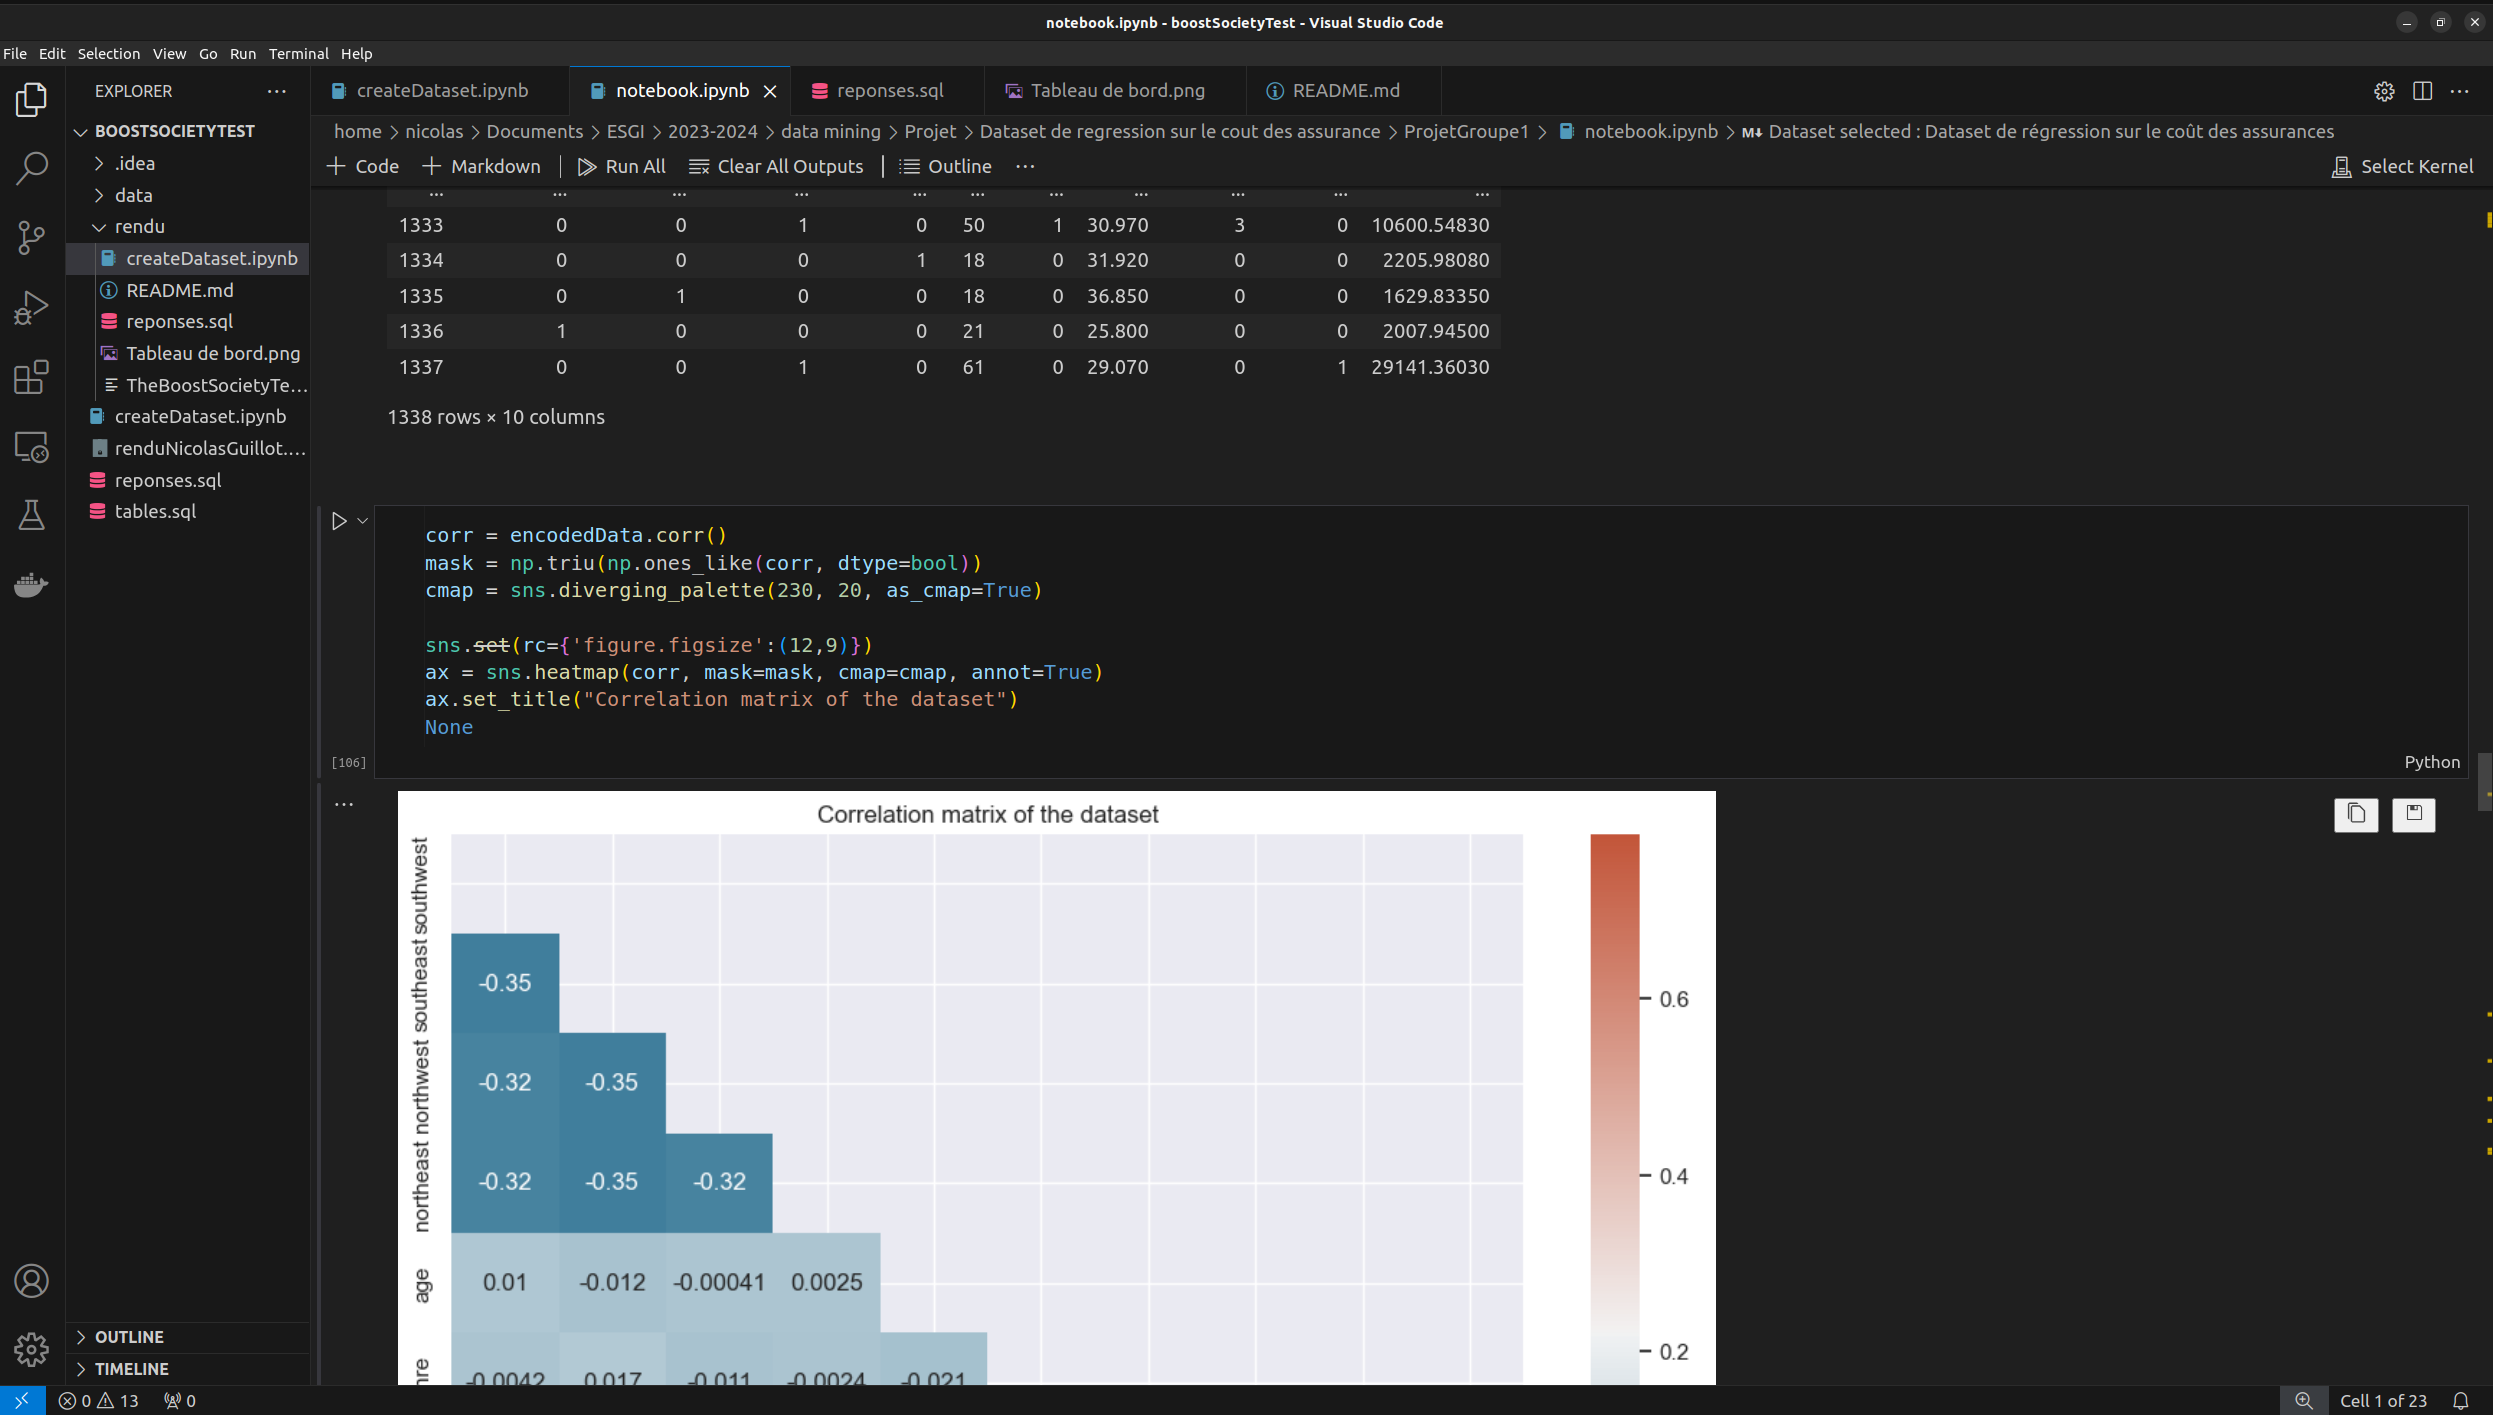 notebook.ipynb - boostSocietyTest - Visual Studio Code
File Edit Selection View Go Run Terminal Help
EXPLORER
BOOSTSOCIETYTEST
.idea
data
rendu
createDataset.ipynb
README.md
reponses.sql
Tableau de bord.png
TheBoostSocietyTe...
createDataset.ipynb
renduNicolasGuillot....
reponses.sql
tables.sql
OUTLINE
TIMELINE
createDataset.ipynb notebook.ipynb reponses.sql Tableau de bord.png README.md
home > nicolas > Documents > ESGI > 2023-2024 > data mining > Projet > Dataset de regression sur le cout des assurance > ProjetGroupe1 > notebook.ipynb > M↓ Dataset selected : Dataset de régression sur le coût des assurances
+ Code + Markdown | Run All Clear All Outputs | Outline ... Select Kernel
... ... ... ... ... ... ... ... ... ... ...
1333 0 0 1 0 50 1 30.970 3 0 10600.54830
1334 0 0 0 1 18 0 31.920 0 0 2205.98080
1335 0 1 0 0 18 0 36.850 0 0 1629.83350
1336 1 0 0 0 21 0 25.800 0 0 2007.94500
1337 0 0 1 0 61 0 29.070 0 1 29141.36030
1338 rows × 10 columns
corr = encodedData.corr()
mask = np.triu(np.ones_like(corr, dtype=bool))
cmap = sns.diverging_palette(230, 20, as_cmap=True)
sns.set(rc={'figure.figsize':(12,9)})
ax = sns.heatmap(corr, mask=mask, cmap=cmap, annot=True)
ax.set_title("Correlation matrix of the dataset")
None
[106]
Python
Correlation matrix of the dataset
southwest
southeast
-0.35
northwest
-0.32 -0.35
northeast
-0.32 -0.35 -0.32
age
0.01 -0.012 -0.00041 0.0025
-0.0042 0.017 -0.011 -0.0024 -0.021
0.6
0.4
0.2
0 13 0
Cell 1 of 23